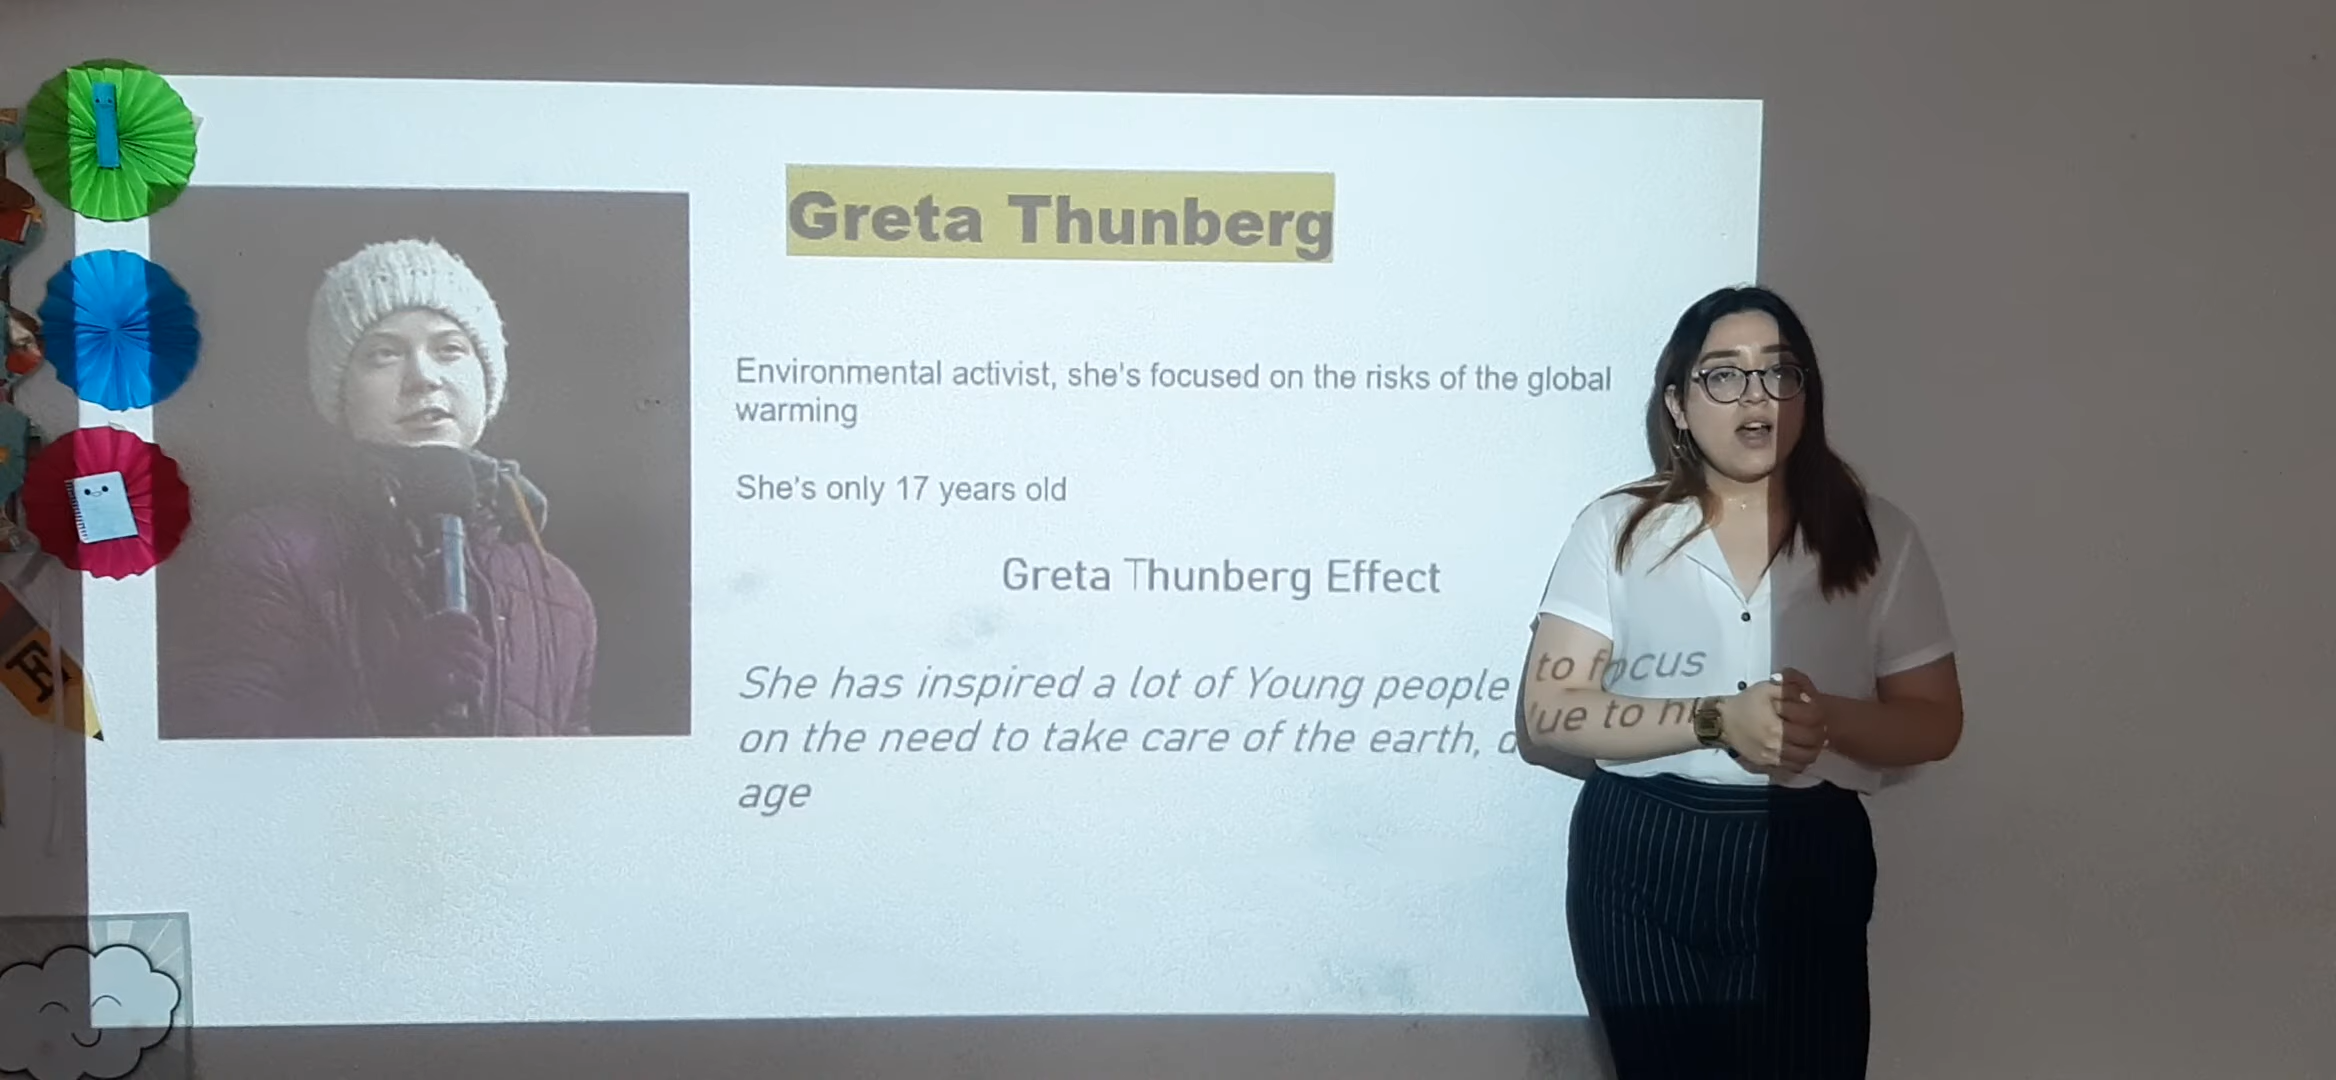 Greta Thunberg
Environmental activist, she's focused on the risks of the global
warming
She's only 17 years old
Greta Thunberg Effect
She has inspired a lot of Young people to focus
on the need to take care of the earth, due to
age